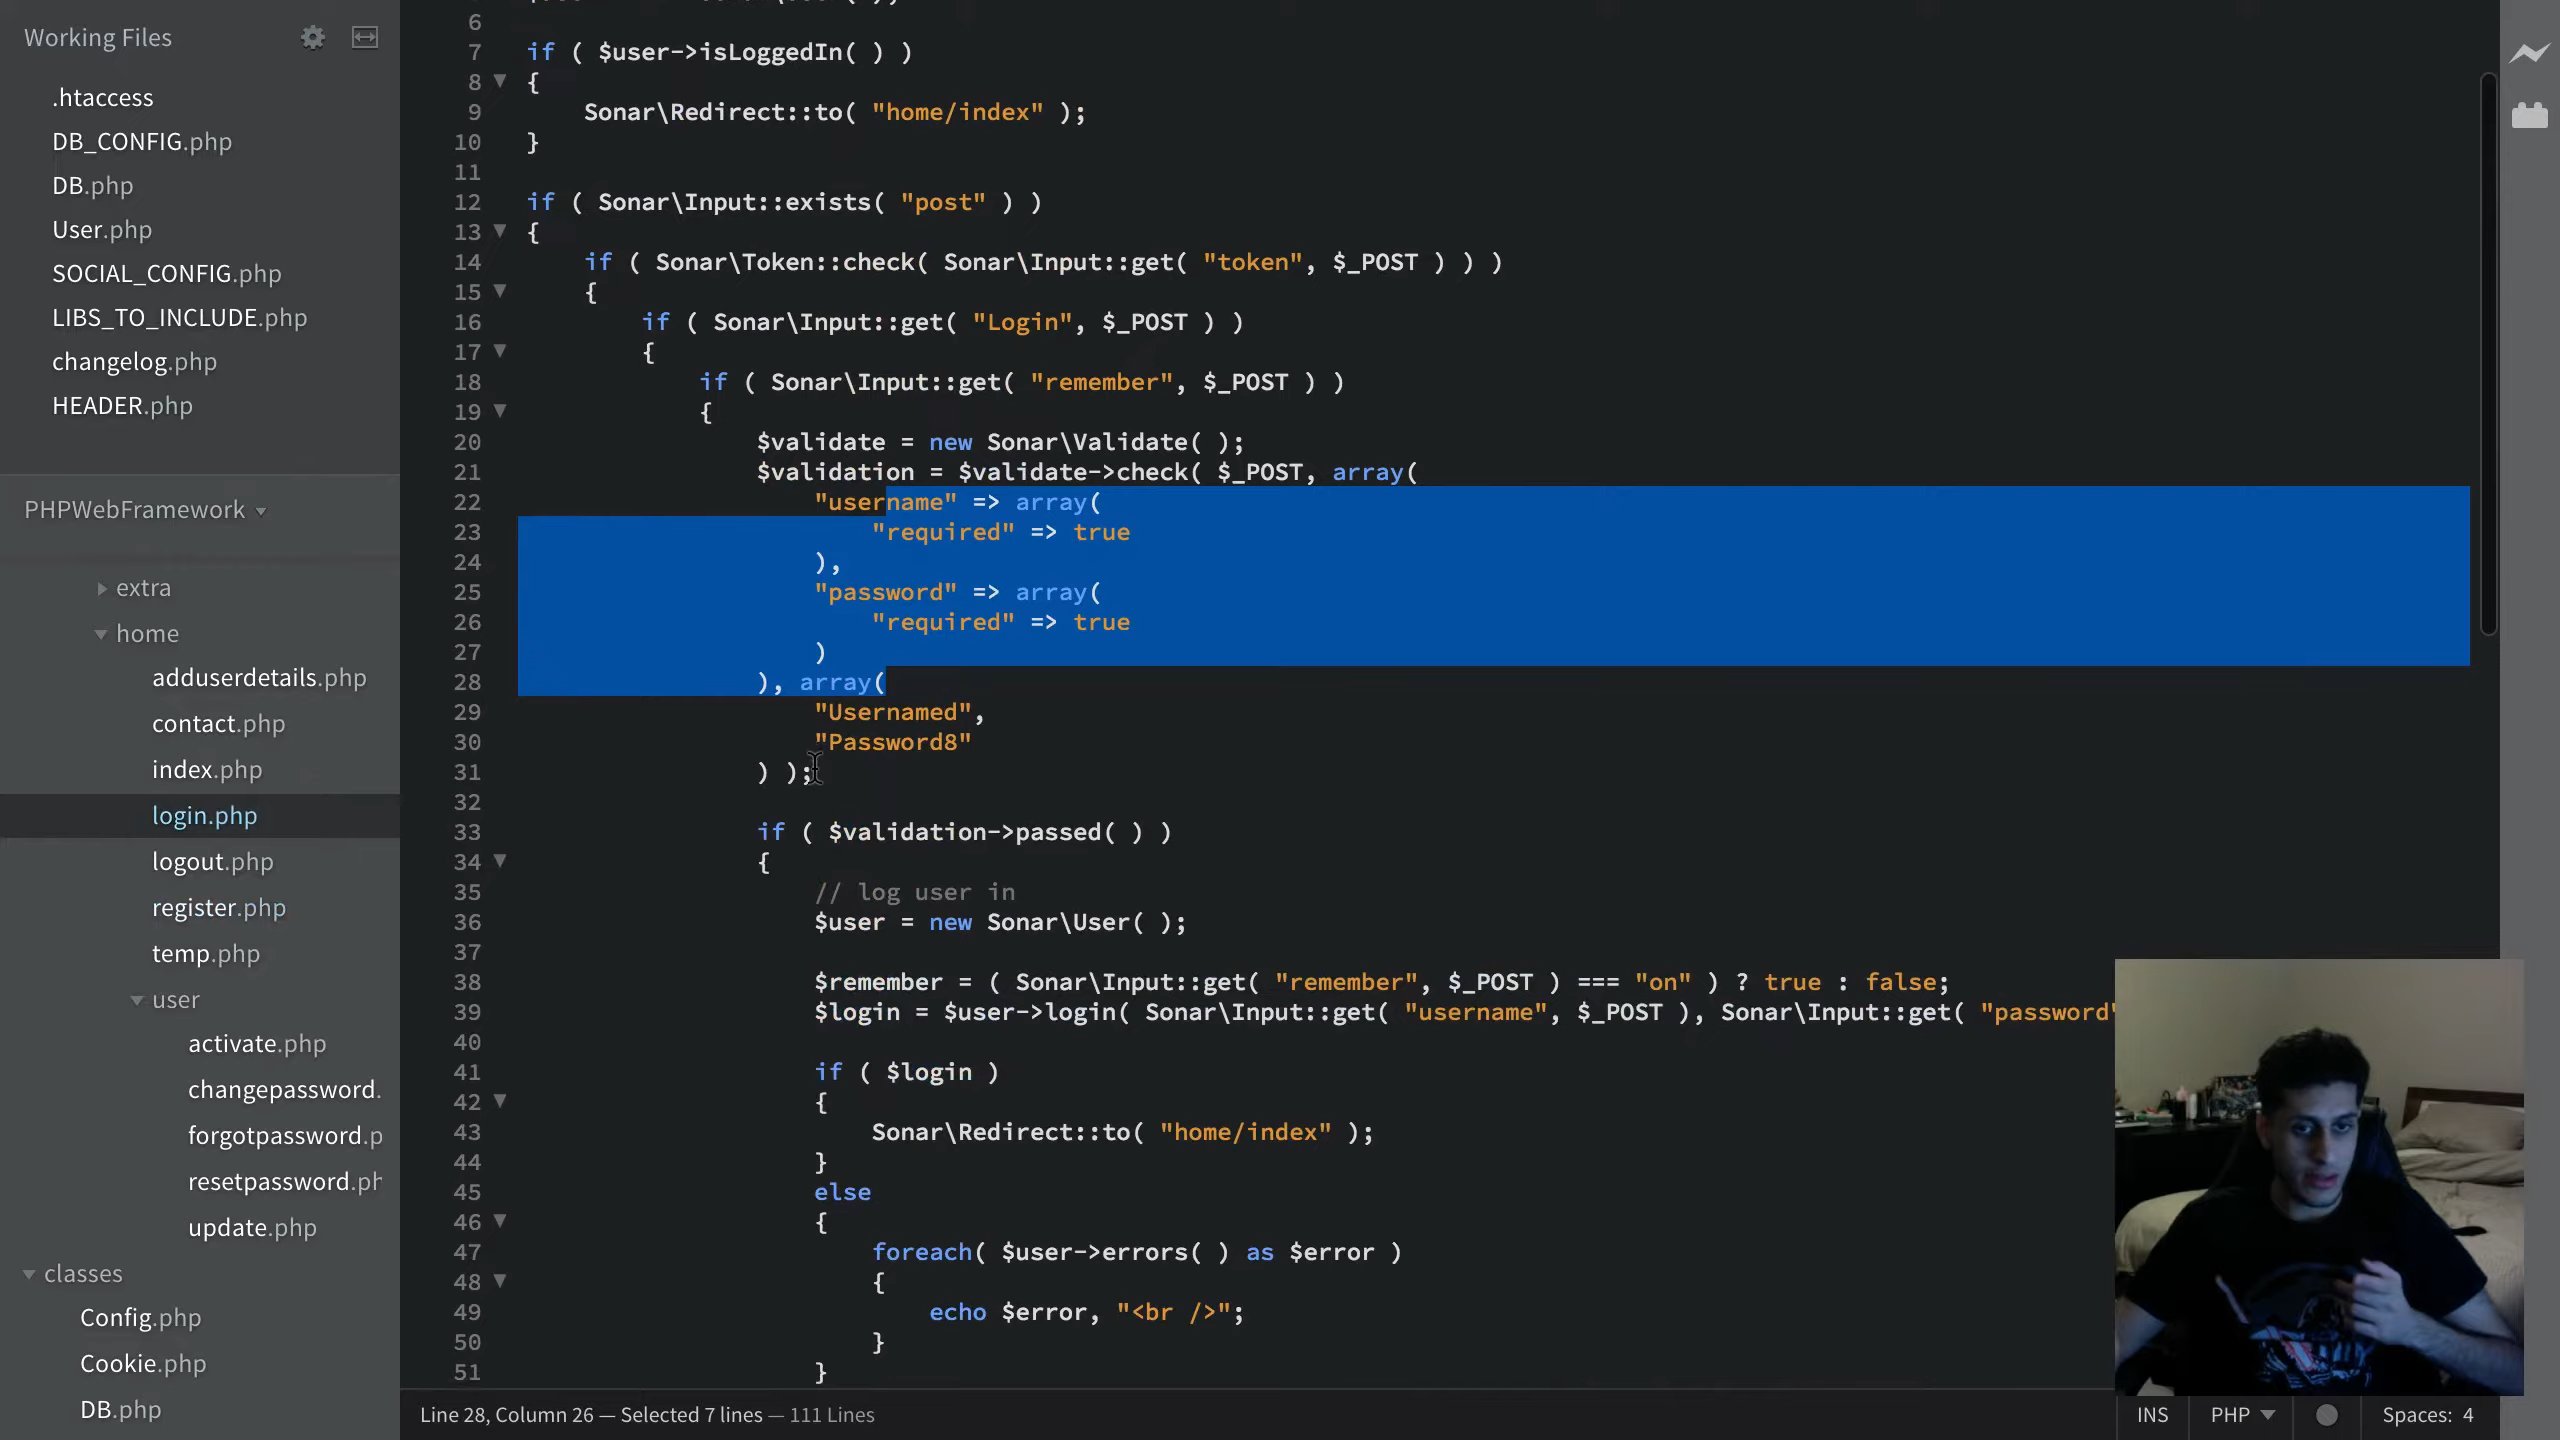 Working Files
.htaccess
DB_CONFIG.php
DB.php
User.php
SOCIAL_CONFIG.php
LIBS_TO_INCLUDE.php
changelog.php
HEADER.php
PHPWebFramework
extra
home
adduserdetails.php
contact.php
index.php
login.php
logout.php
register.php
temp.php
user
activate.php
changepassword.
forgotpassword.p
resetpassword.ph
update.php
classes
Config.php
Cookie.php
DB.php
6
7 if ( $user->isLoggedIn( ) )
8 {
9 Sonar\Redirect::to( "home/index" );
10 }
11
12 if ( Sonar\Input::exists( "post" ) )
13 {
14 if ( Sonar\Token::check( Sonar\Input::get( "token", $_POST ) ) )
15 {
16 if ( Sonar\Input::get( "Login", $_POST ) )
17 {
18 if ( Sonar\Input::get( "remember", $_POST ) )
19 {
20 $validate = new Sonar\Validate( );
21 $validation = $validate->check( $_POST, array(
22 "username" => array(
23 "required" => true
24 ),
25 "password" => array(
26 "required" => true
27 )
28 ), array(
29 "Usernamed",
30 "Password8"
31 ) );
32
33 if ( $validation->passed( ) )
34 {
35 // log user in
36 $user = new Sonar\User( );
37
38 $remember = ( Sonar\Input::get( "remember", $_POST ) === "on" ) ? true : false;
39 $login = $user->login( Sonar\Input::get( "username", $_POST ), Sonar\Input::get( "password"
40
41 if ( $login )
42 {
43 Sonar\Redirect::to( "home/index" );
44 }
45 else
46 {
47 foreach( $user->errors( ) as $error )
48 {
49 echo $error, "<br />";
50 }
51 }
Line 28, Column 26 — Selected 7 lines — 111 Lines
INS PHP Spaces: 4